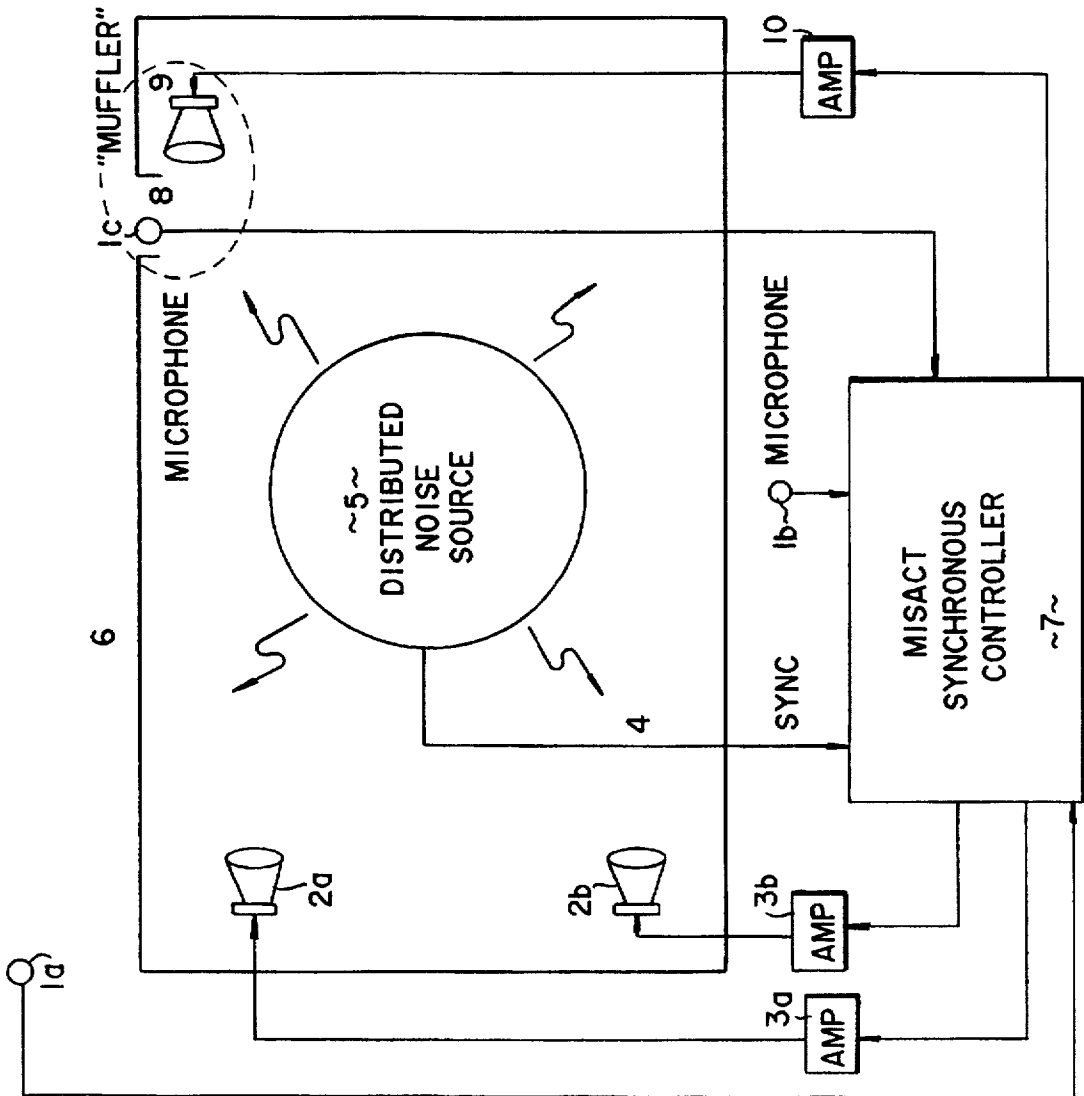 1a
6
1c
"MUFFLER"
8
9
MICROPHONE
2a
~5~
DISTRIBUTED
NOISE
SOURCE
2b
4
3a
AMP
3b
AMP
SYNC
1b
MICROPHONE
10
AMP
MISACT
SYNCHRONOUS
CONTROLLER
~7~